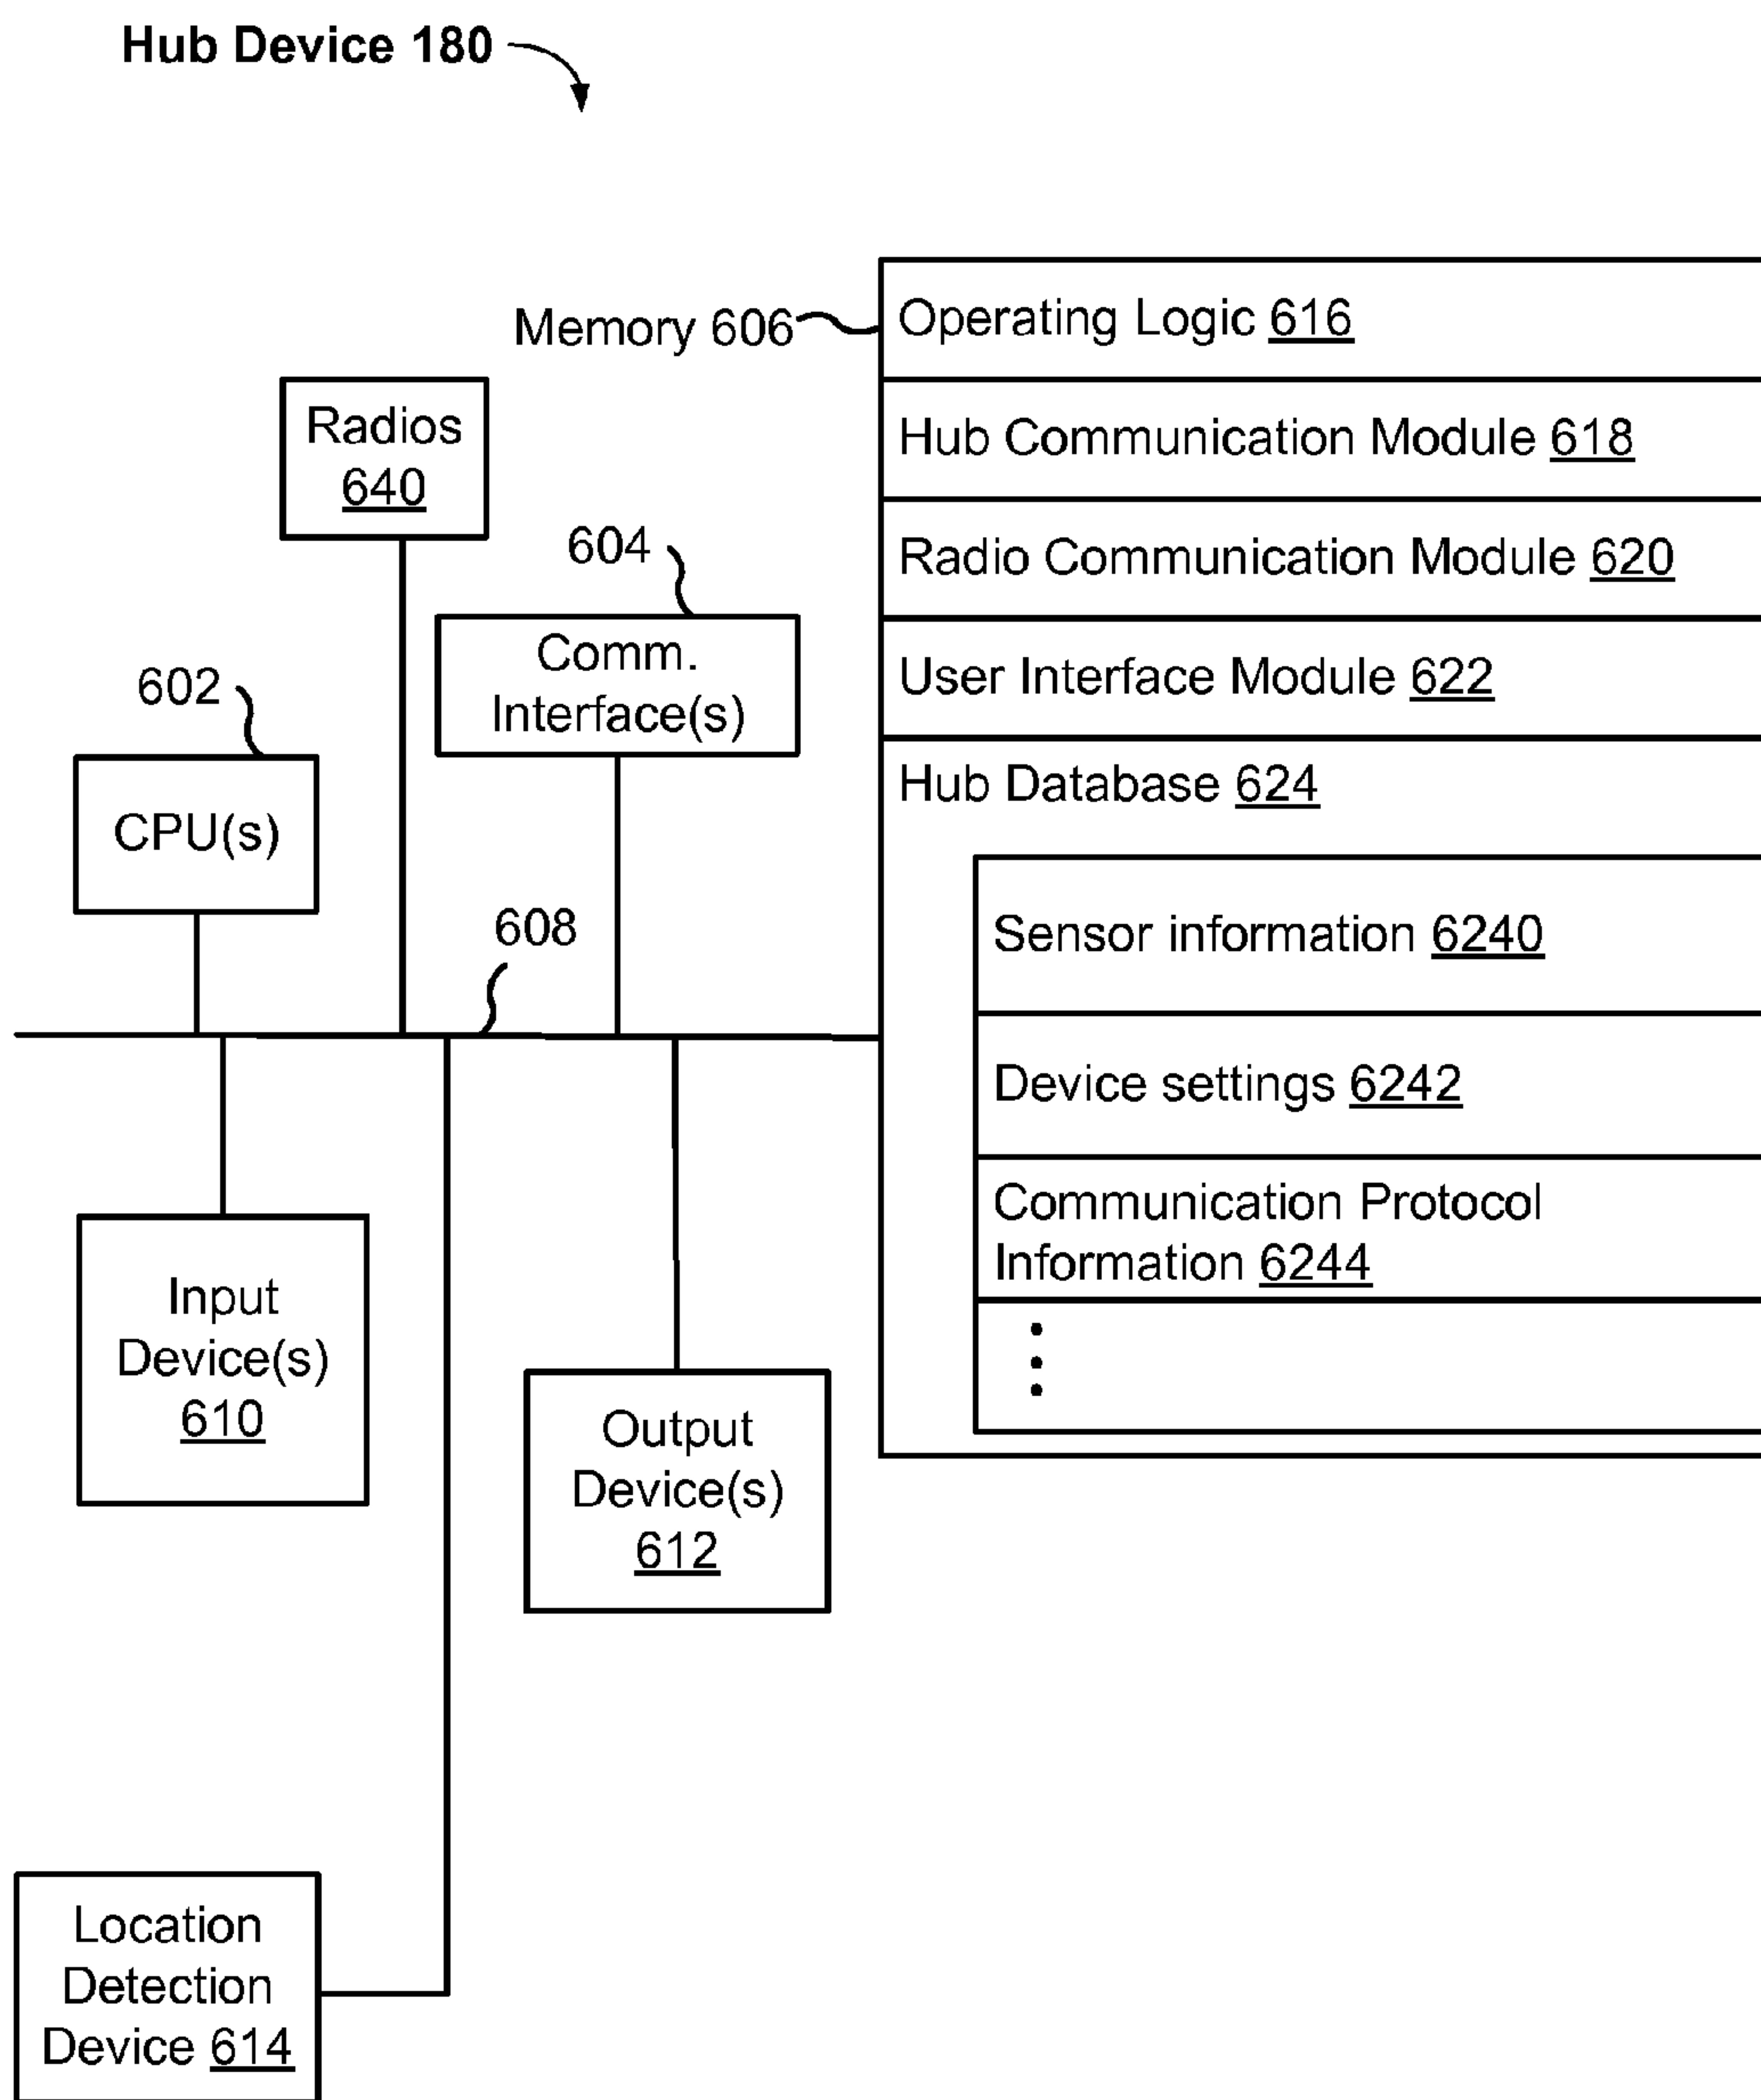 Hub Device 180
Memory 606
Operating Logic 616
Hub Communication Module 618
Radio Communication Module 620
User Interface Module 622
Hub Database 624
Sensor information 6240
Device settings 6242
Communication Protocol
Information 6244
Radios
640
604
Comm.
Interface(s)
602
CPU(s)
608
Input
Device(s)
610
Output
Device(s)
612
Location
Detection
Device 614